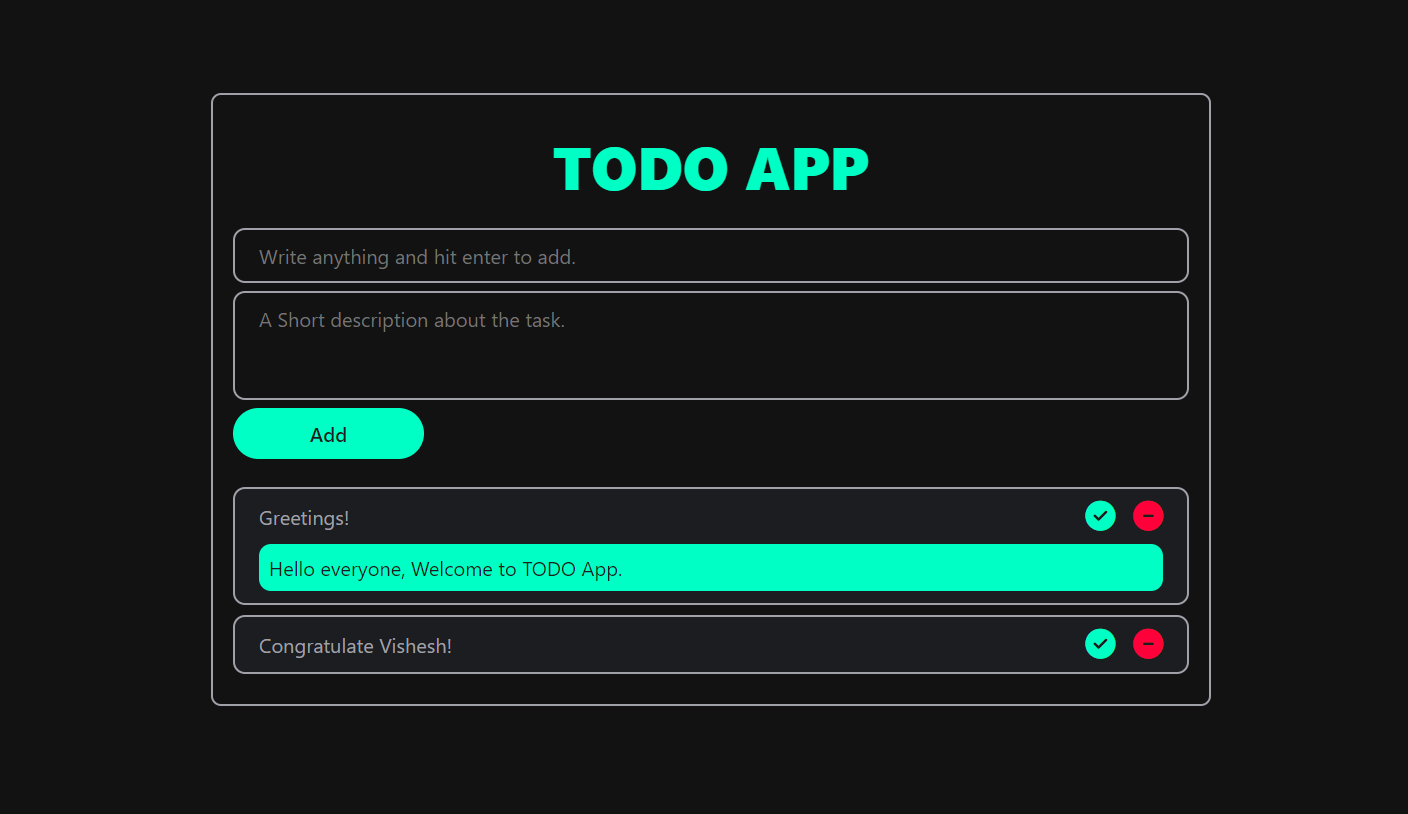 TODO APP
Write anything and hit enter to add.
A Short description about the task.
Add
Greetings!
Hello everyone, Welcome to TODO App.
Congratulate Vishesh!